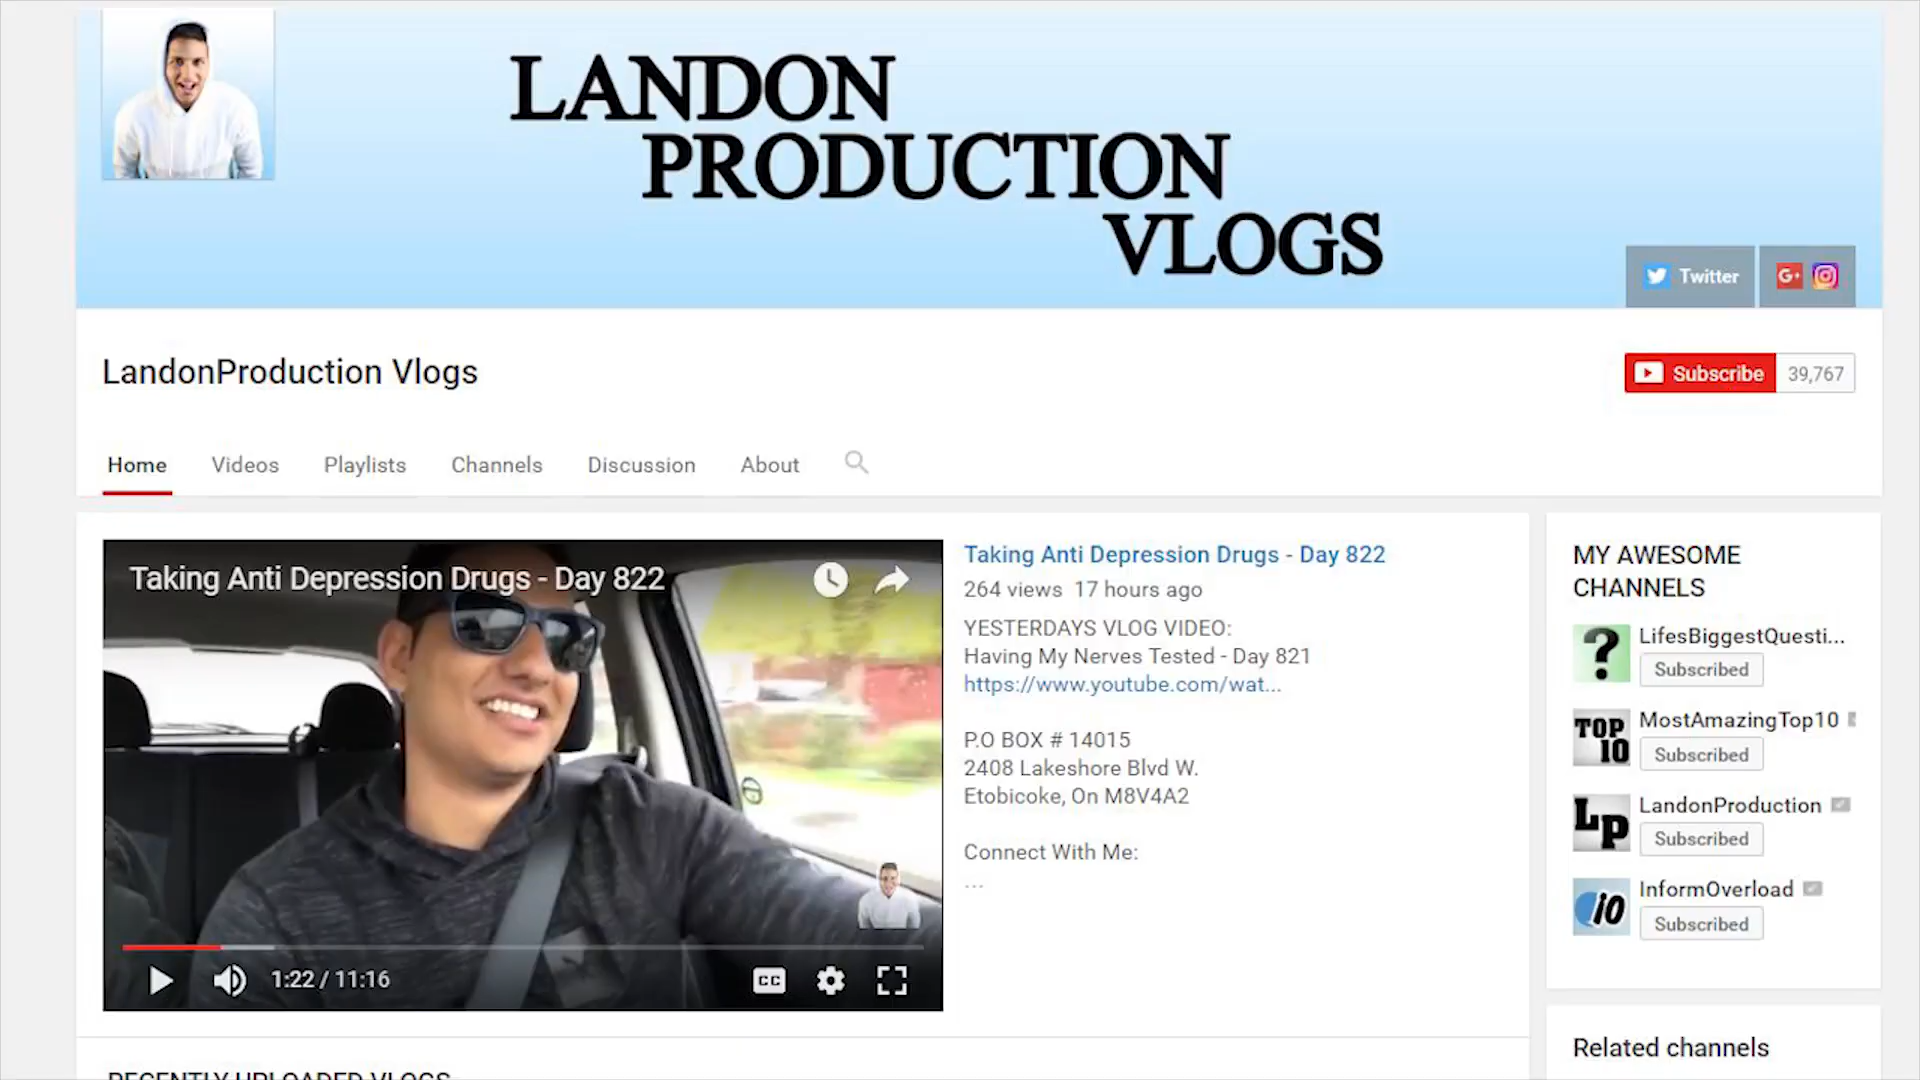 LANDON
PRODUCTION
VLOGS
Twitter
G+
LandonProduction Vlogs
Subscribe 39,767
Home Videos Playlists Channels Discussion About
Taking Anti Depression Drugs - Day 822
1:22 / 11:16
CC
Taking Anti Depression Drugs - Day 822
264 views 17 hours ago
YESTERDAYS VLOG VIDEO:
Having My Nerves Tested - Day 821
https://www.youtube.com/wat...
P.O BOX # 14015
2408 Lakeshore Blvd W.
Etobicoke, On M8V4A2
Connect With Me:
...
MY AWESOME
CHANNELS
?
LifesBiggestQuesti...
Subscribed
TOP
10
MostAmazingTop10
Subscribed
Lp
LandonProduction
Subscribed
iO
InformOverload
Subscribed
Related channels
RECENTLY UPLOADED VLOGS